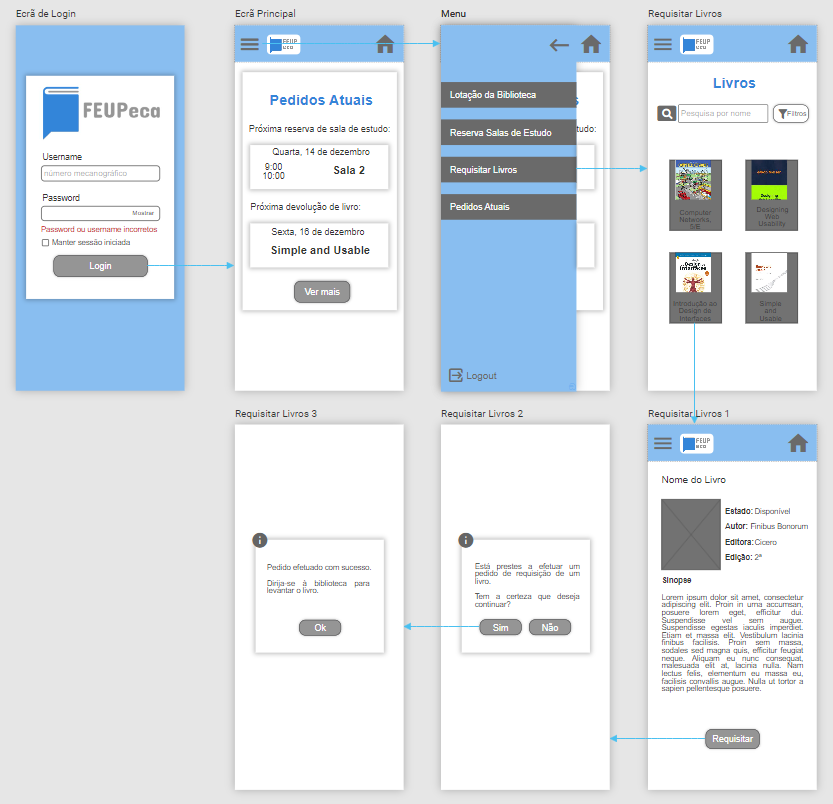 Ecrã de Login
FEUPeca
Username
número mecanográfico
Password
Mostrar
Password ou username incorretos
Manter sessão iniciada
Login
Ecrã Principal
FEUP
eca
Pedidos Atuais
Próxima reserva de sala de estudo:
Quarta, 14 de dezembro
9:00
10:00
Sala 2
Próxima devolução de livro:
Sexta, 16 de dezembro
Simple and Usable
Ver mais
Menu
Lotação da Biblioteca
Reserva Salas de Estudo
Requisitar Livros
Pedidos Atuais
Logout
s
tudo:
Requisitar Livros
FEUP
eca
Livros
Pesquisa por nome
Filtros
Computer
Networks,
5/E
Designing
Web
Usability
Introdução ao
Design de
Interfaces
Simple
and
Usable
Requisitar Livros 3
Pedido efetuado com sucesso.
Dirija-se à biblioteca para
levantar o livro.
Ok
Requisitar Livros 2
Está prestes a efetuar um
pedido de requisição de um
livro.
Tem a certeza que deseja
continuar?
Sim
Não
Requisitar Livros 1
FEUP
eca
Nome do Livro
Estado: Disponível
Autor: Finibus Bonorum
Editora: Cicero
Edição: 2ª
Sinopse
Lorem ipsum dolor sit amet, consectetur
adipiscing elit. Proin in urna accumsan,
posuere lorem eget, efficitur dui.
Suspendisse vel sem augue.
Suspendisse egestas iaculis imperdiet.
Etiam et massa elit. Vestibulum lacinia
finibus facilisis. Proin sem massa,
sodales sed magna quis, efficitur feugiat
neque. Aliquam eu nunc consequat,
malesuada elit at, lacinia nulla. Nam
lectus felis, elementum eu massa eu,
facilisis convallis augue. Nulla ut tortor a
sapien pellentesque posuere.
Requisitar